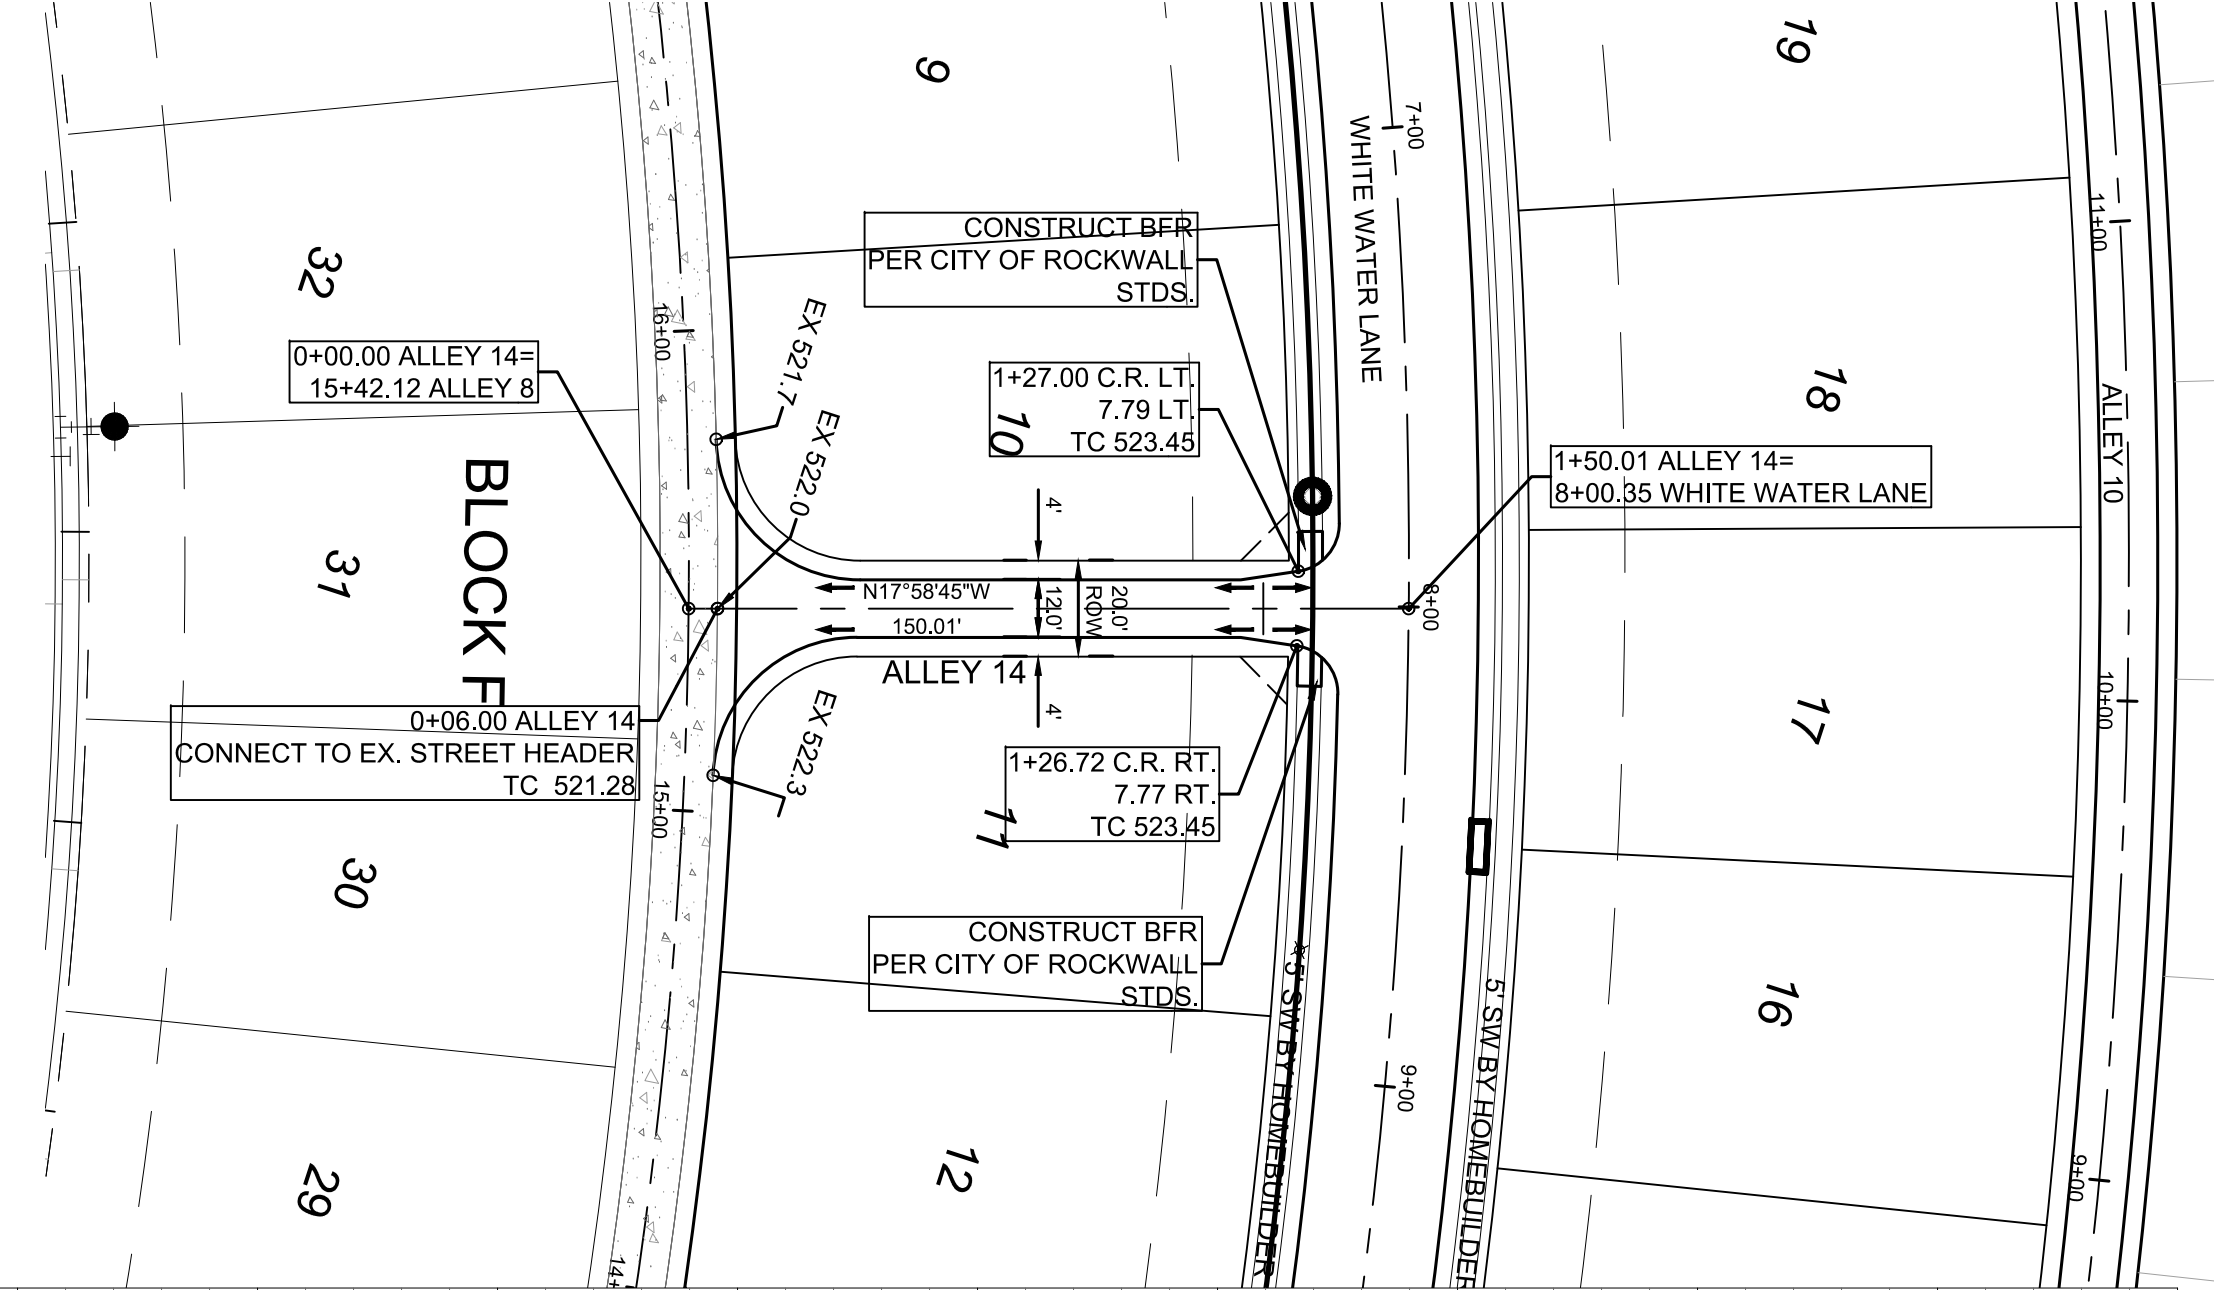 9
19
7+00
WHITE WATER LANE
11+00
CONSTRUCT BFR
PER CITY OF ROCKWALL
STDS.
32
16+00
EX 521.7
0+00.00 ALLEY 14=
15+42.12 ALLEY 8
1+27.00 C.R. LT.
7.79 LT.
TC 523.45
10
18
ALLEY 10
EX 522.0
BLOCK F
1+50.01 ALLEY 14=
8+00.35 WHITE WATER LANE
4'
31
N17°58'45"W
150.01'
12.0'
20.0'
ROW
8+00
ALLEY 14
4'
EX 522.3
17
10+00
0+06.00 ALLEY 14
CONNECT TO EX. STREET HEADER
TC 521.28
15+00
1+26.72 C.R. RT.
7.77 RT.
TC 523.45
11
30
CONSTRUCT BFR
PER CITY OF ROCKWALL
STDS.
5' SW BY HOMEBUILDER
5' SW BY HOMEBUILDER
16
9+00
12
29
9+00
14+